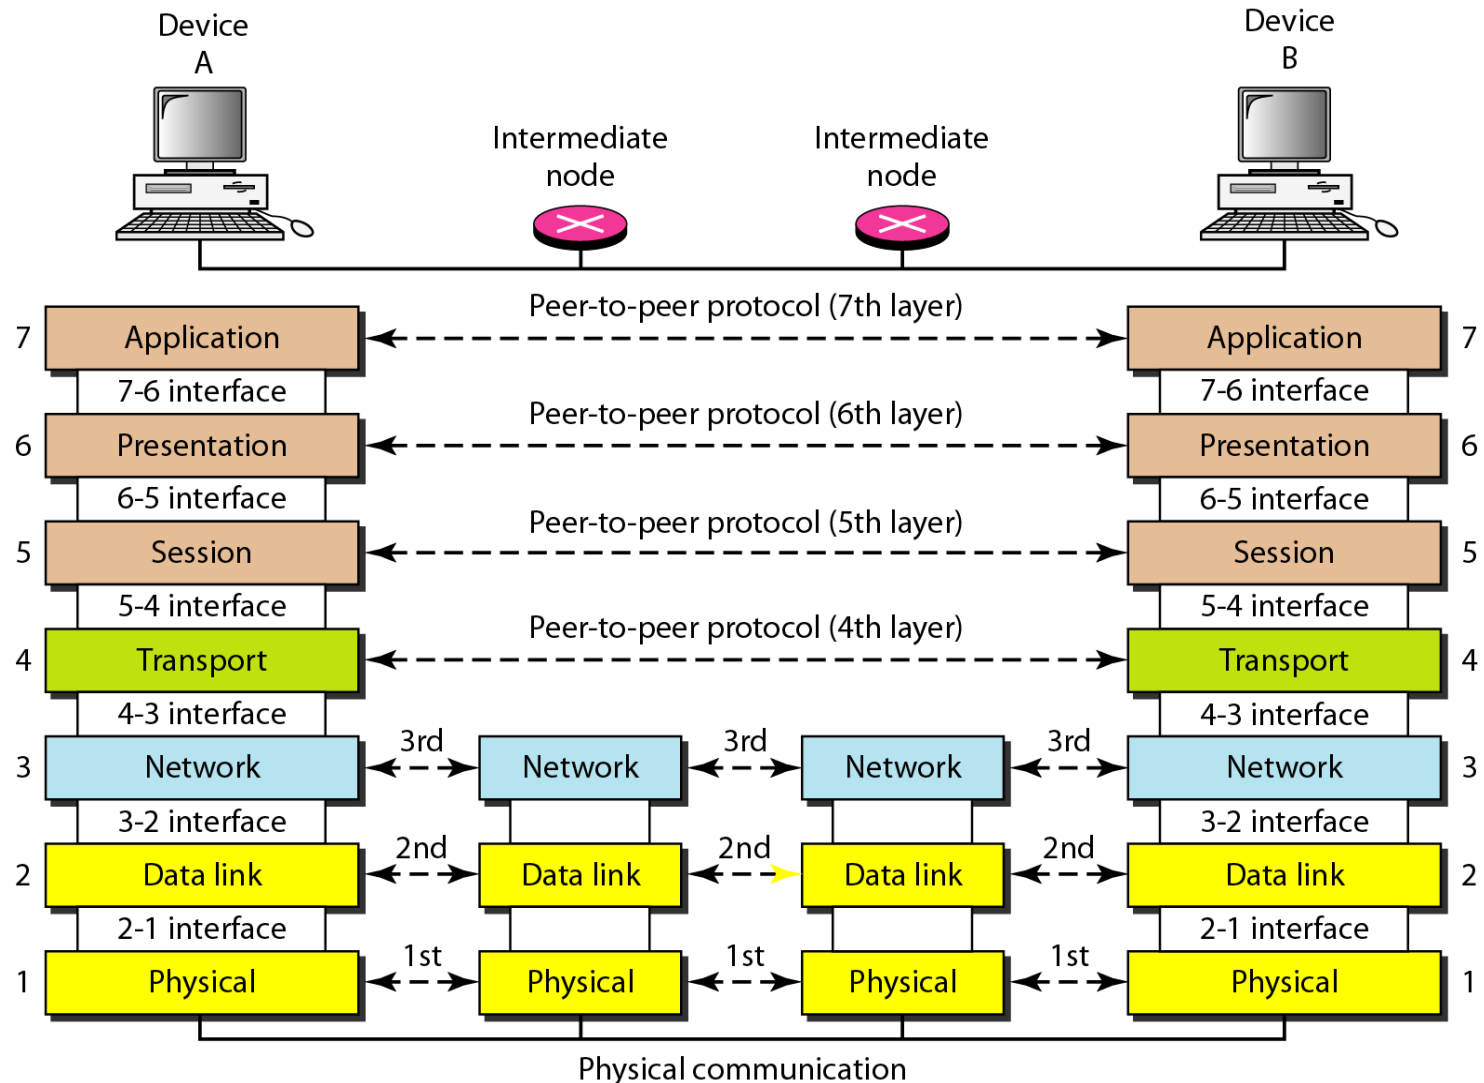 Device
A
Device
B
Intermediate
node
Intermediate
node
Peer-to-peer protocol (7th layer)
7 Application Application 7
7-6 interface 7-6 interface
Peer-to-peer protocol (6th layer)
6 Presentation Presentation 6
6-5 interface 6-5 interface
Peer-to-peer protocol (5th layer)
5 Session Session 5
5-4 interface 5-4 interface
Peer-to-peer protocol (4th layer)
4 Transport Transport 4
4-3 interface 4-3 interface
3rd 3rd 3rd
3 Network Network Network Network 3
3-2 interface 3-2 interface
2nd 2nd 2nd
2 Data link Data link Data link Data link 2
2-1 interface 2-1 interface
1st 1st 1st
1 Physical Physical Physical Physical 1
Physical communication